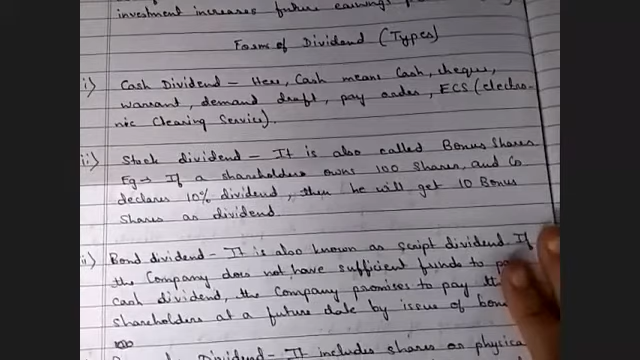 investment increases future earnings
Form of Dividend (Types)
i) Cash Dividend - Here, Cash means Cash, cheque,
warrant, demand draft, pay order, ECS (electro-
nic Clearing Service).
ii) Stock dividend - It is also called Bonus Shares.
Eg → If a shareholders owns 100 Shares, and Co
declares 10% dividend, then he will get 10 Bonus
Shares as dividend.
ii) Bond dividend - It is also known as script dividend. If
the Company does not have sufficient funds to
cash dividend, the Company promises to pay
shareholders at a future date by issue of
dividend - It includes shares or physica